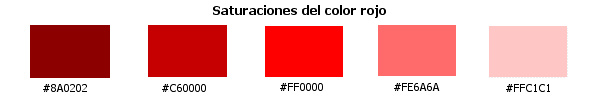 Saturaciones del color rojo
#8A0202 #C60000 #FF0000 #FE6A6A #FFC1C1